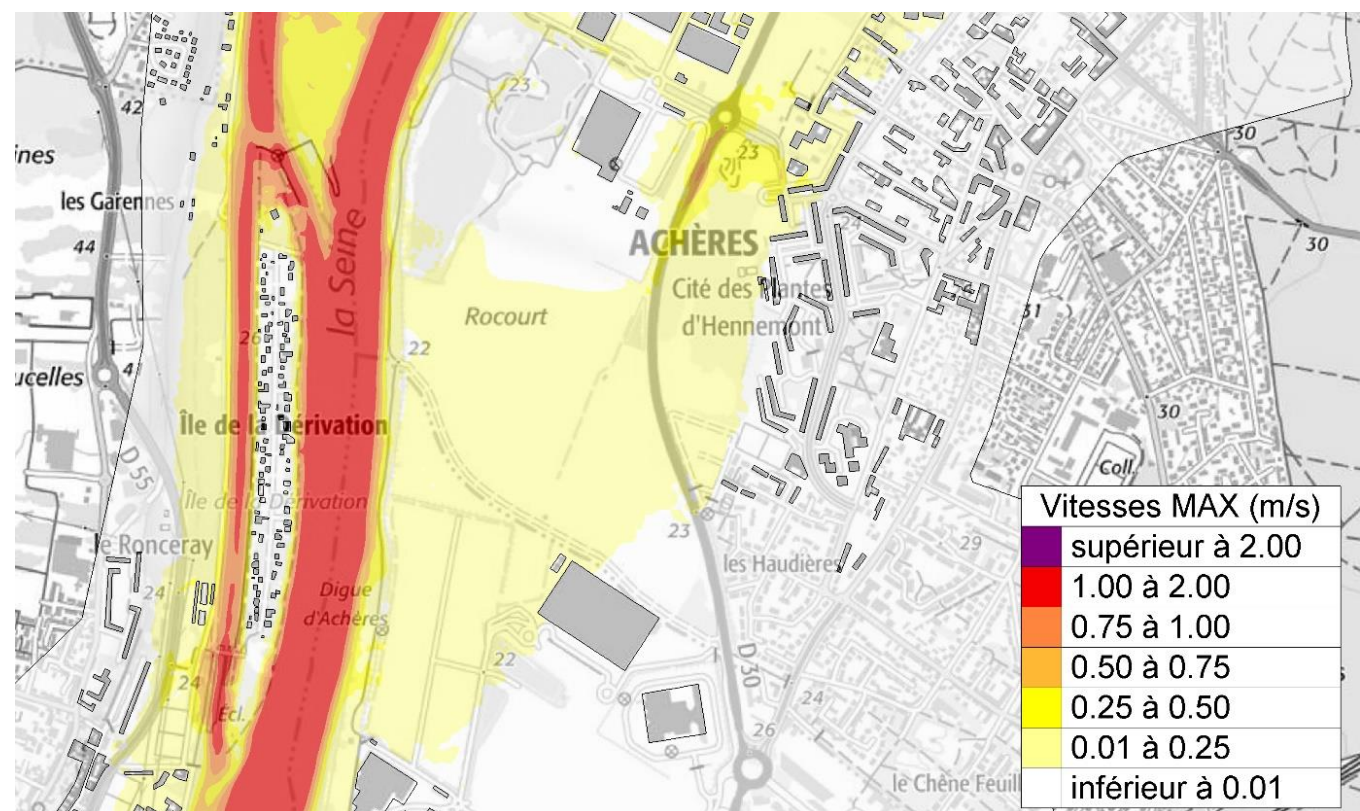 23
42
ines
les Garennes
44
la Seine
23
ACHÈRES
Cité des Plantes
d'Hennemont
30
30
31
26
Rocourt
22
ucelles
4
30
Île de la Dérivation
D 55
Île de la Dérivation
Coll.
le Ronceray
23
les Haudières
29
24
Digue
d'Achères
22
D 30
24
24
Écl.
26
le Chêne Feuill
Vitesses MAX (m/s)
supérieur à 2.00
1.00 à 2.00
0.75 à 1.00
0.50 à 0.75
0.25 à 0.50
0.01 à 0.25
inférieur à 0.01